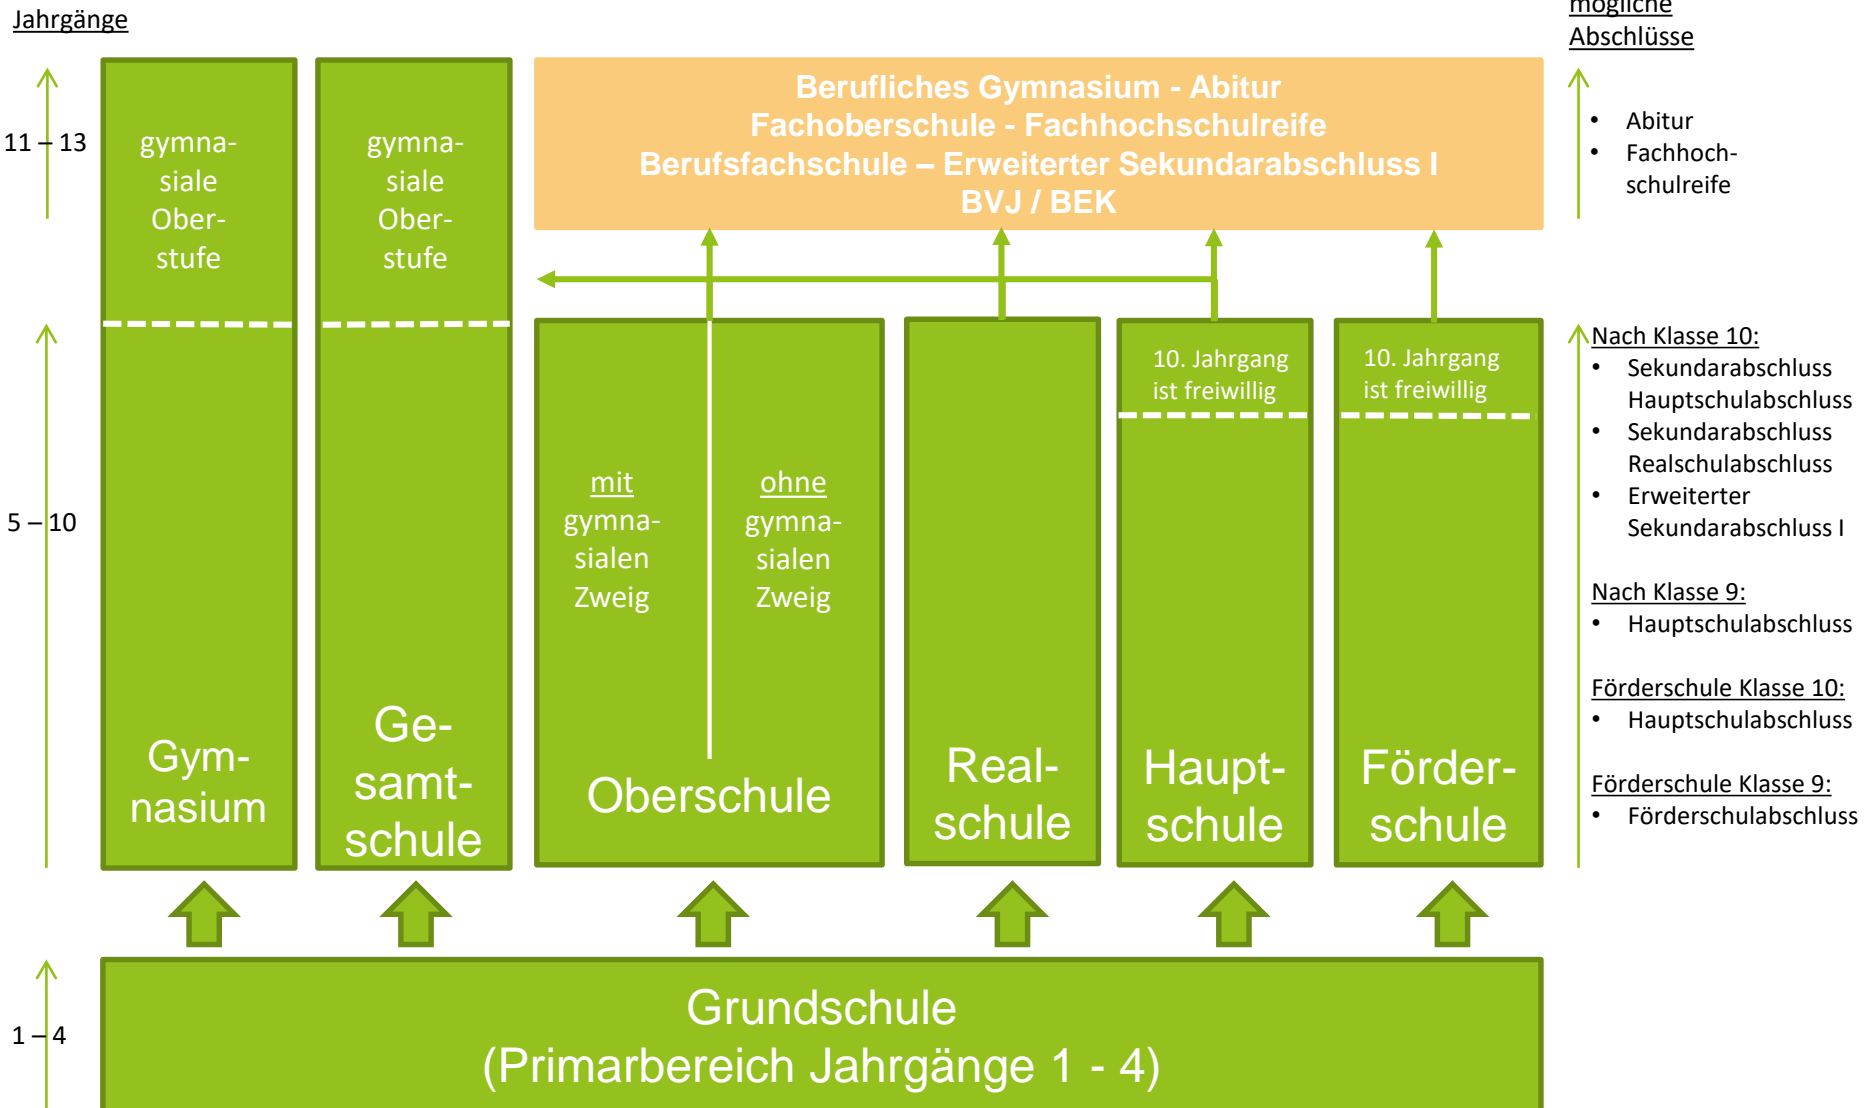 Jahrgänge
mögliche
Abschlüsse
11 – 13
gymna-
siale
Ober-
stufe
gymna-
siale
Ober-
stufe
Berufliches Gymnasium - Abitur
Fachoberschule - Fachhochschulreife
Berufsfachschule – Erweiterter Sekundarabschluss I
BVJ / BEK
• Abitur
• Fachhoch-
schulreife
5 – 10
10. Jahrgang
ist freiwillig
10. Jahrgang
ist freiwillig
mit
gymna-
sialen
Zweig
ohne
gymna-
sialen
Zweig
Gym-
nasium
Ge-
samt-
schule
Oberschule
Real-
schule
Haupt-
schule
Förder-
schule
Nach Klasse 10:
• Sekundarabschluss
Hauptschulabschluss
• Sekundarabschluss
Realschulabschluss
• Erweiterter
Sekundarabschluss I
Nach Klasse 9:
• Hauptschulabschluss
Förderschule Klasse 10:
• Hauptschulabschluss
Förderschule Klasse 9:
• Förderschulabschluss
1 – 4
Grundschule
(Primarbereich Jahrgänge 1 - 4)